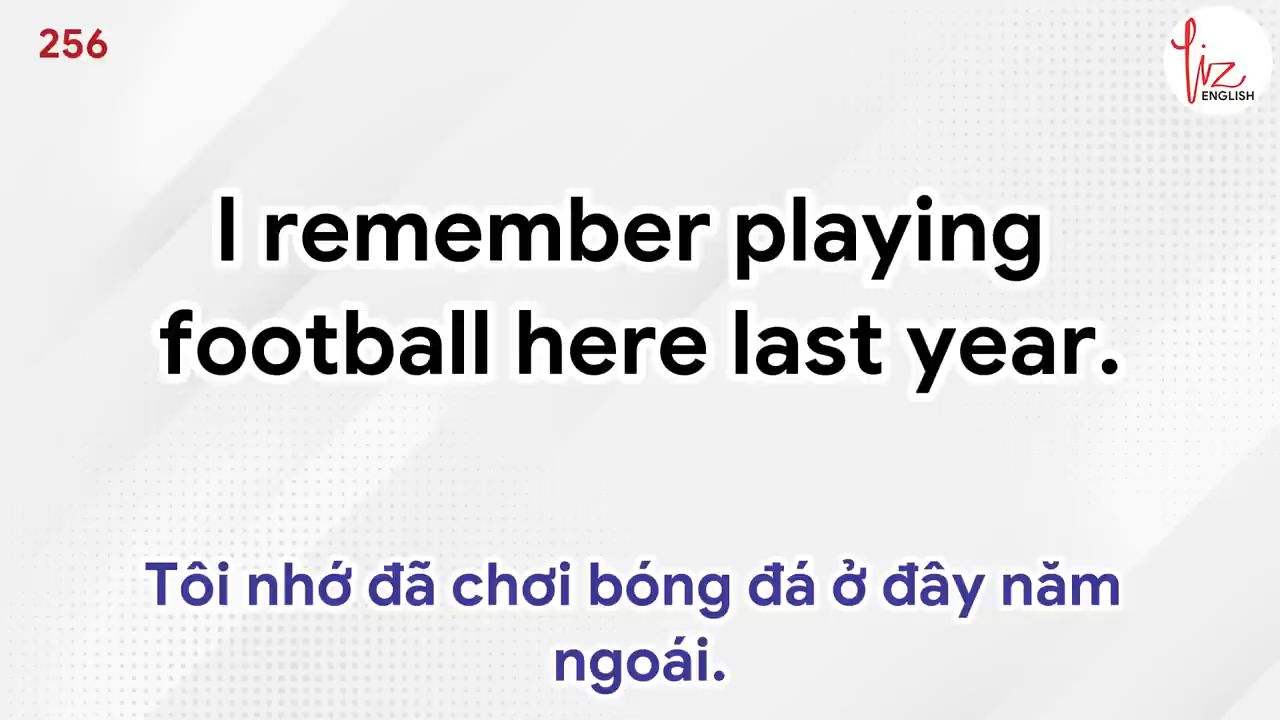 256
liz
ENGLISH
I remember playing
football here last year.
Tôi nhớ đã chơi bóng đá ở đây năm
ngoái.